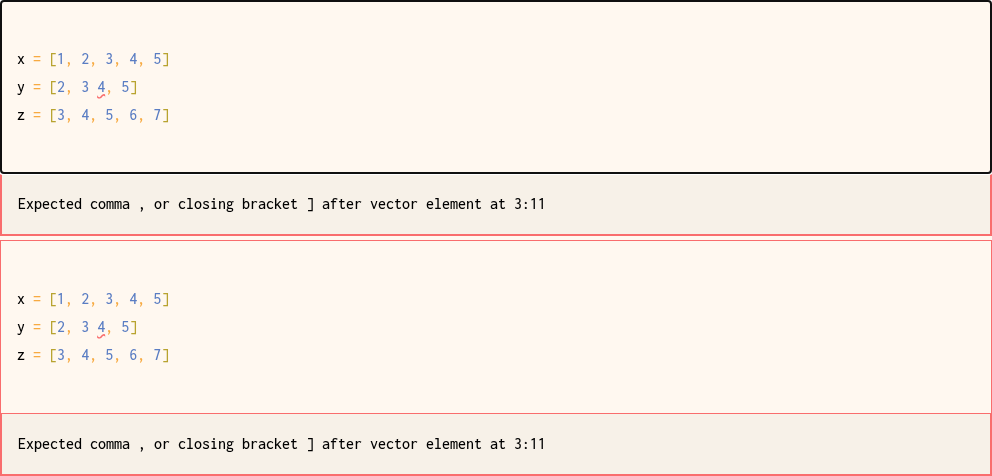 x = [1, 2, 3, 4, 5]
y = [2, 3 4, 5]
z = [3, 4, 5, 6, 7]
Expected comma , or closing bracket ] after vector element at 3:11
x = [1, 2, 3, 4, 5]
y = [2, 3 4, 5]
z = [3, 4, 5, 6, 7]
Expected comma , or closing bracket ] after vector element at 3:11